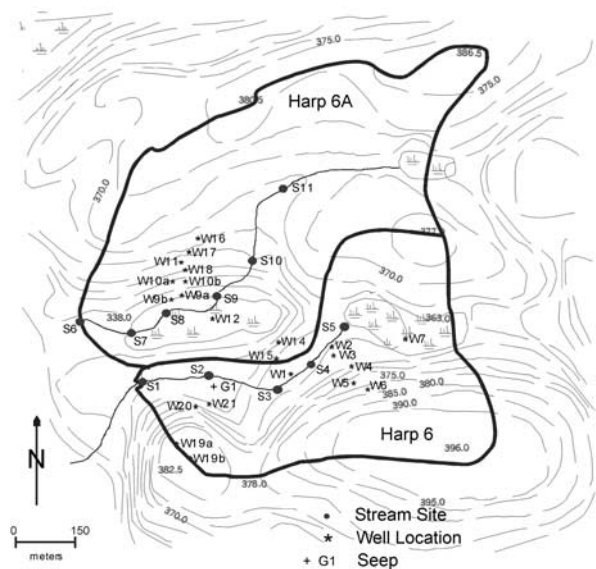 375.0
386.5
375.0
380.5
Harp 6A
370.0
S11
377.0
W16
W17
W11
W18
S10
W10a
W10b
370.0
W9b
W9a
S9
338.0
S8
W12
363.0
S6
S7
S5
W14
W7
W2
W15
W3
S2
S4
W4
375.0
380.0
S1
G1
W1
W5
W6
385.0
S3
390.0
W20
W21
Harp 6
W19a
N
W19b
396.0
382.5
378.0
395.0
370.0
Stream Site
0 150
Well Location
meters
G1 Seep